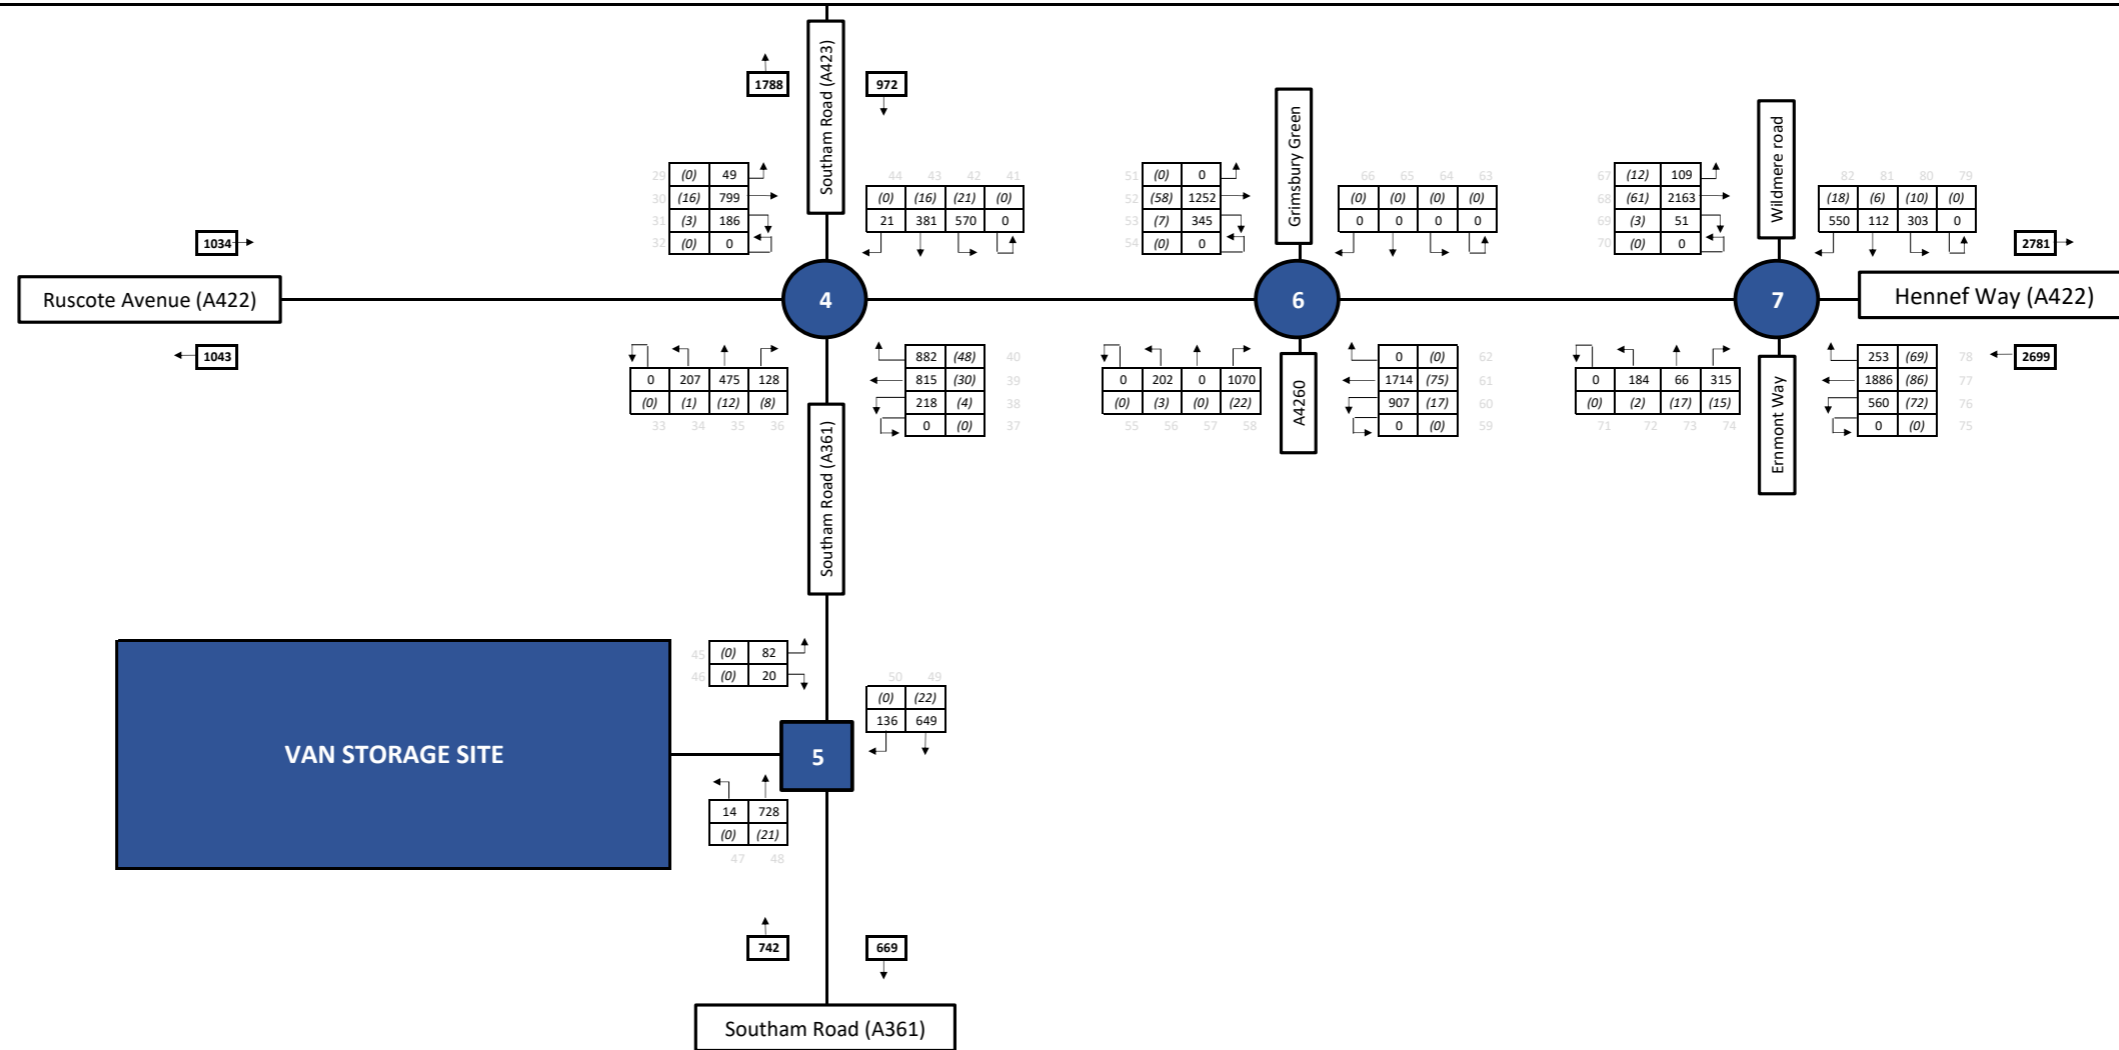 Southam Road (A423)
1788
972
Grimsbury Green
Wildmere road
29 (0) 49
30 (16) 799
31 (3) 186
32 (0) 0
44 43 42 41
(0) (16) (21) (0)
21 381 570 0
51 (0) 0
52 (58) 1252
53 (7) 345
54 (0) 0
66 65 64 63
(0) (0) (0) (0)
0 0 0 0
67 (12) 109
68 (61) 2163
69 (3) 51
70 (0) 0
82 81 80 79
(18) (6) (10) (0)
550 112 303 0
1034
2781
Ruscote Avenue (A422)
4
6
7
Hennef Way (A422)
1043
0 207 475 128
(0) (1) (12) (8)
33 34 35 36
882 (48) 40
815 (30) 39
218 (4) 38
0 (0) 37
0 202 0 1070
(0) (3) (0) (22)
55 56 57 58
A4260
0 (0) 62
1714 (75) 61
907 (17) 60
0 (0) 59
0 184 66 315
(0) (2) (17) (15)
71 72 73 74
Ernmont Way
253 (69) 78
1886 (86) 77
560 (72) 76
0 (0) 75
2699
Southam Road (A361)
45 (0) 82
46 (0) 20
50 49
(0) (22)
136 649
VAN STORAGE SITE
5
14 728
(0) (21)
47 48
742
669
Southam Road (A361)